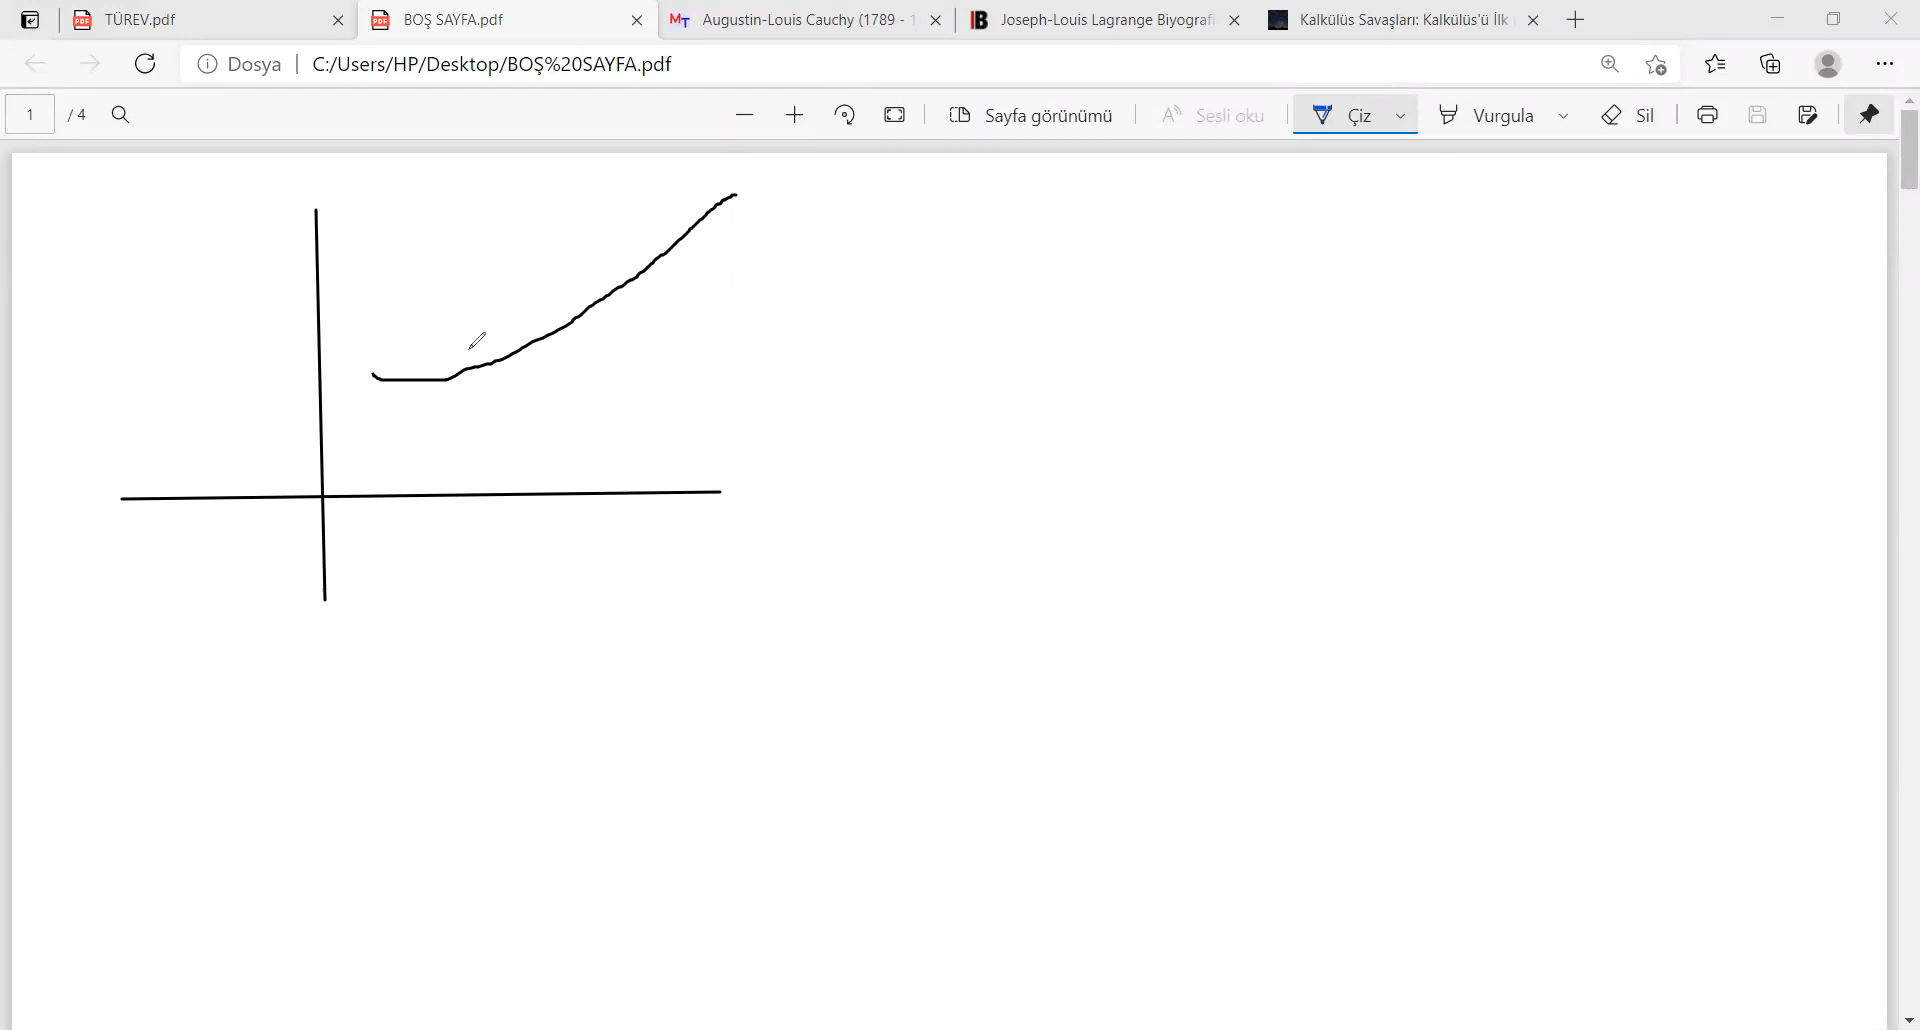 TÜREV.pdf
BOŞ SAYFA.pdf
MT Augustin-Louis Cauchy (1789 -
Joseph-Louis Lagrange Biyografi
Kalkülüs Savaşları: Kalkülüs'ü İlk
Dosya | C:/Users/HP/Desktop/BOŞ%20SAYFA.pdf
1 / 4 Sayfa görünümü Sesli oku Çiz Vurgula Sil